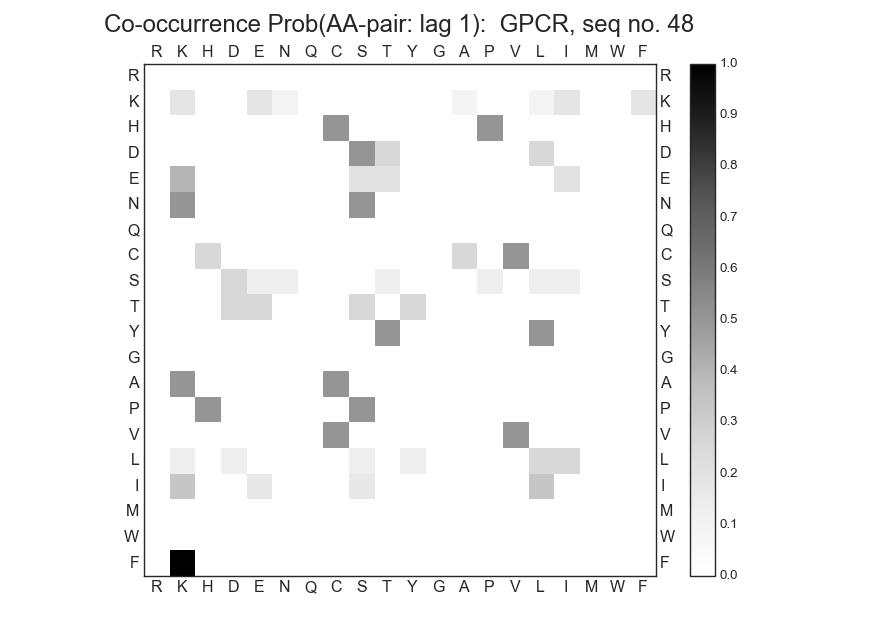 Co-occurrence Prob(AA-pair: lag 1):  GPCR, seq no. 48
R K H D E N Q C S T Y G A P V L I M W F
1.0
R R
0.9
K K
H H
0.8
D D
E E
0.7
N N
Q Q
0.6
C C
S S
0.5
T T
Y Y
0.4
G G
A A
0.3
P P
V V
0.2
L L
I I
0.1
M M
W W
F F
0.0
R K H D E N Q C S T Y G A P V L I M W F